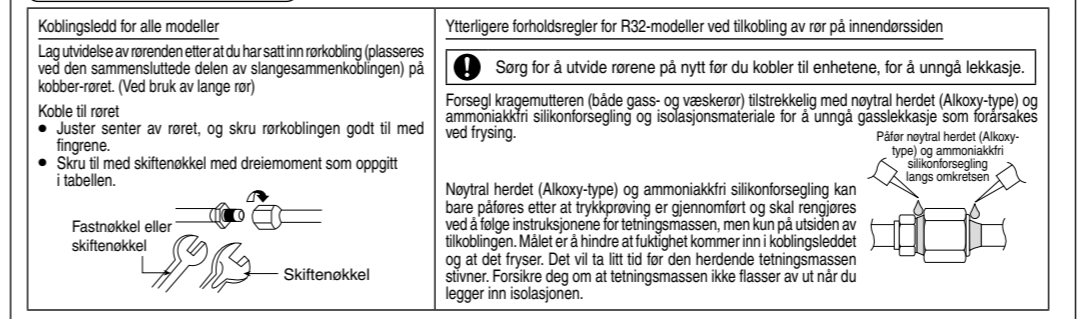 Koblingsledd for alle modeller
Lag utvidelse av rørenden etter at du har satt inn rørkobling (plasseres
ved den sammensluttede delen av slangesammenkoblingen) på
kobber-røret. (Ved bruk av lange rør)
Koble til røret
● Juster senter av røret, og skru rørkoblingen godt til med
fingrene.
● Skru til med skiftenøkkel med dreiemoment som oppgitt
i tabellen.
Fastnøkkel eller
skiftenøkkel
Skiftenøkkel
Ytterligere forholdsregler for R32-modeller ved tilkobling av rør på innendørssiden
Sørg for å utvide rørene på nytt før du kobler til enhetene, for å unngå lekkasje.
Forsegl kragemutteren (både gass- og væskerør) tilstrekkelig med nøytral herdet (Alkoxy-type) og
ammoniakkfri silikonforsegling og isolasjonsmateriale for å unngå gasslekkasje som forårsakes
ved frysing.
Påfør nøytral herdet (Alkoxy-
type) og ammoniakkfri
silikonforsegling
langs omkretsen
Nøytral herdet (Alkoxy-type) og ammoniakkfri silikonforsegling kan
bare påføres etter at trykkprøving er gjennomført og skal rengjøres
ved å følge instruksjonene for tetningsmassen, men kun på utsiden av
tilkoblingen. Målet er å hindre at fuktighet kommer inn i koblingsleddet
og at det fryser. Det vil ta litt tid før den herdende tetningsmassen
stivner. Forsikre deg om at tetningsmassen ikke flasser av ut når du
legger inn isolasjonen.